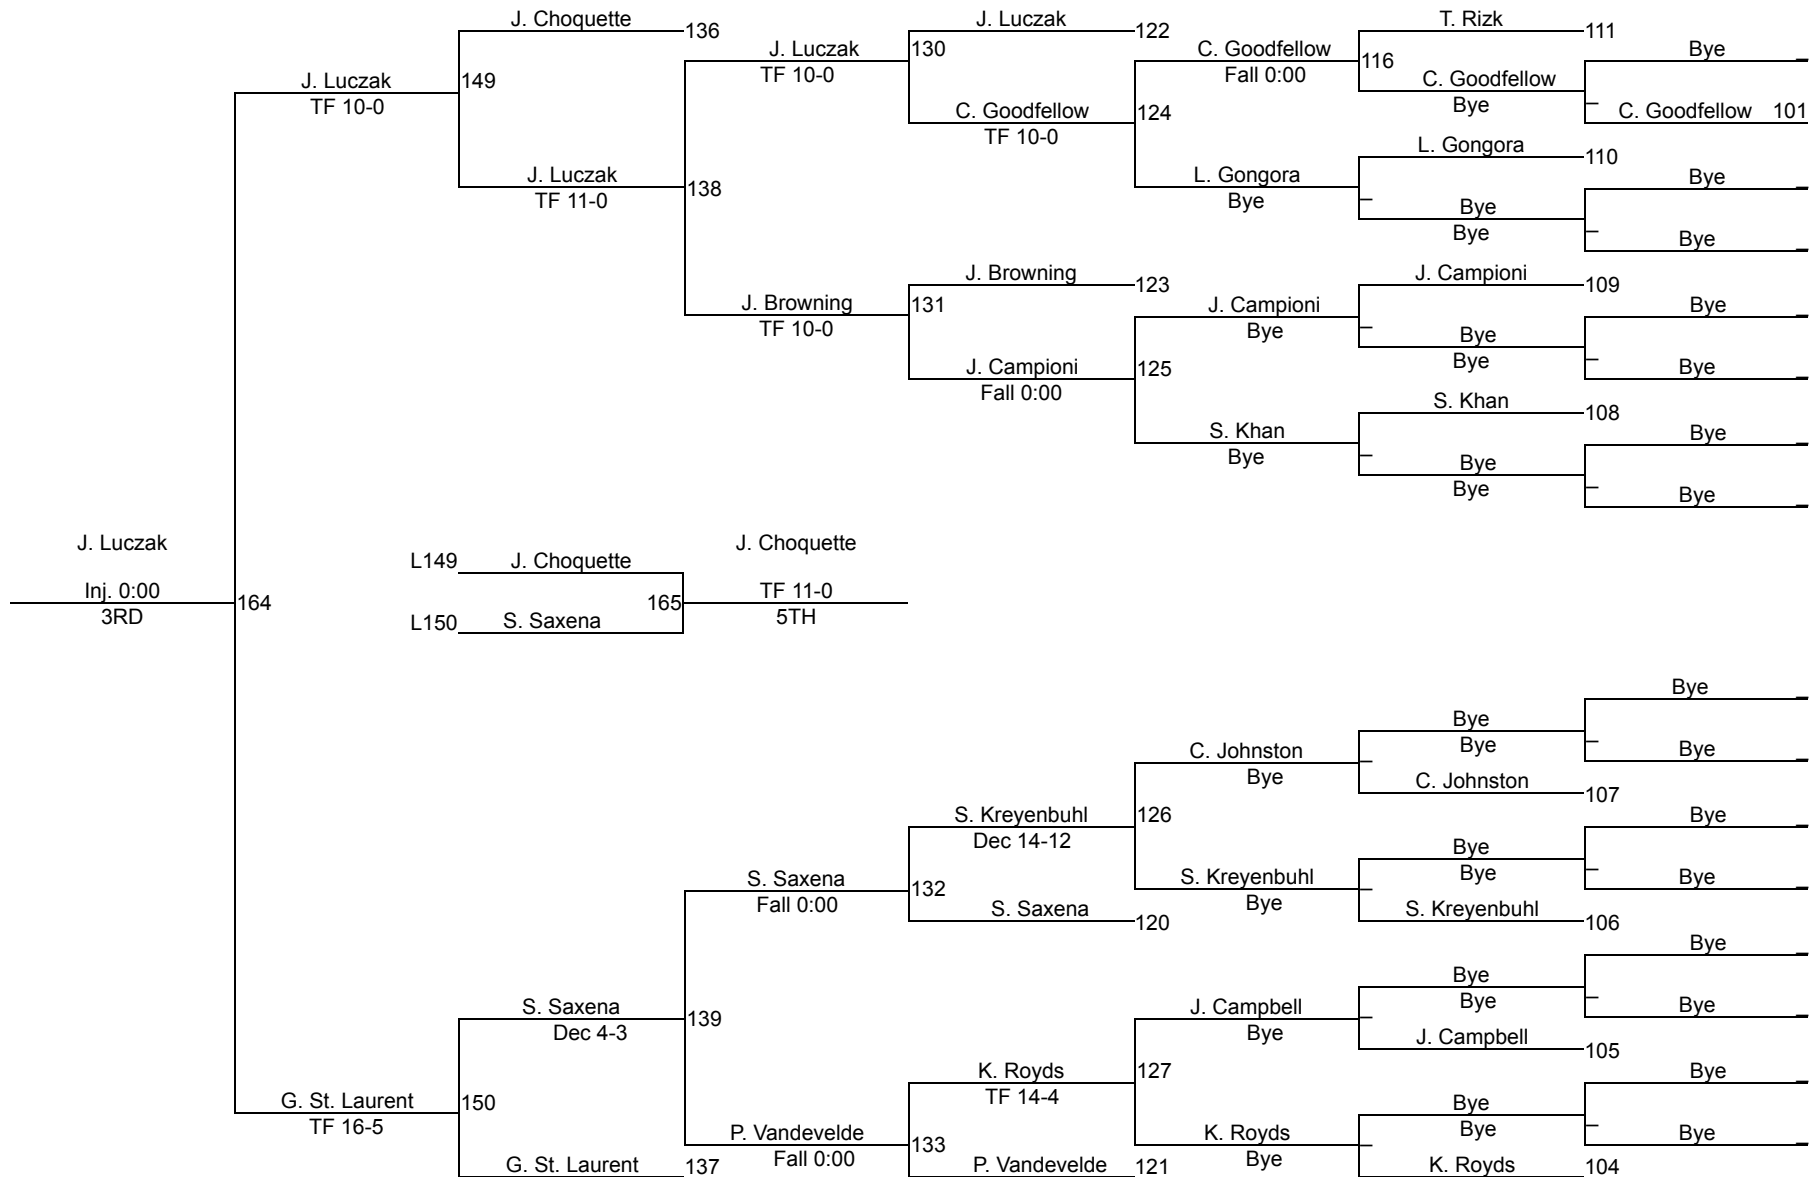 J. Choquette 136 J. Luczak 122 T. Rizk 111
J. Luczak TF 10-0 130 C. Goodfellow Fall 0:00 116 Bye
J. Luczak TF 10-0 149 C. Goodfellow Bye
C. Goodfellow TF 10-0 124 C. Goodfellow 101
L. Gongora 110
J. Luczak TF 11-0 138 L. Gongora Bye Bye
Bye Bye
Bye
J. Browning 123 J. Campioni 109
J. Browning TF 10-0 131 J. Campioni Bye Bye
Bye Bye
J. Campioni Fall 0:00 125 Bye
S. Khan 108
S. Khan Bye Bye
Bye Bye
Bye
J. Luczak
Inj. 0:00
3RD
164
L149 J. Choquette
L150 S. Saxena
165
J. Choquette
TF 11-0
5TH
Bye
Bye Bye
C. Johnston Bye Bye
C. Johnston 107
S. Kreyenbuhl Dec 14-12 126 Bye
Bye Bye
S. Saxena Fall 0:00 132 S. Kreyenbuhl Bye Bye
S. Saxena 120 S. Kreyenbuhl 106
Bye
Bye Bye
S. Saxena Dec 4-3 139 J. Campbell Bye Bye
J. Campbell 105
K. Royds TF 14-4 127 Bye
G. St. Laurent TF 16-5 150 Bye Bye
P. Vandevelde Fall 0:00 133 K. Royds Bye Bye
G. St. Laurent 137 P. Vandevelde 121 K. Royds 104